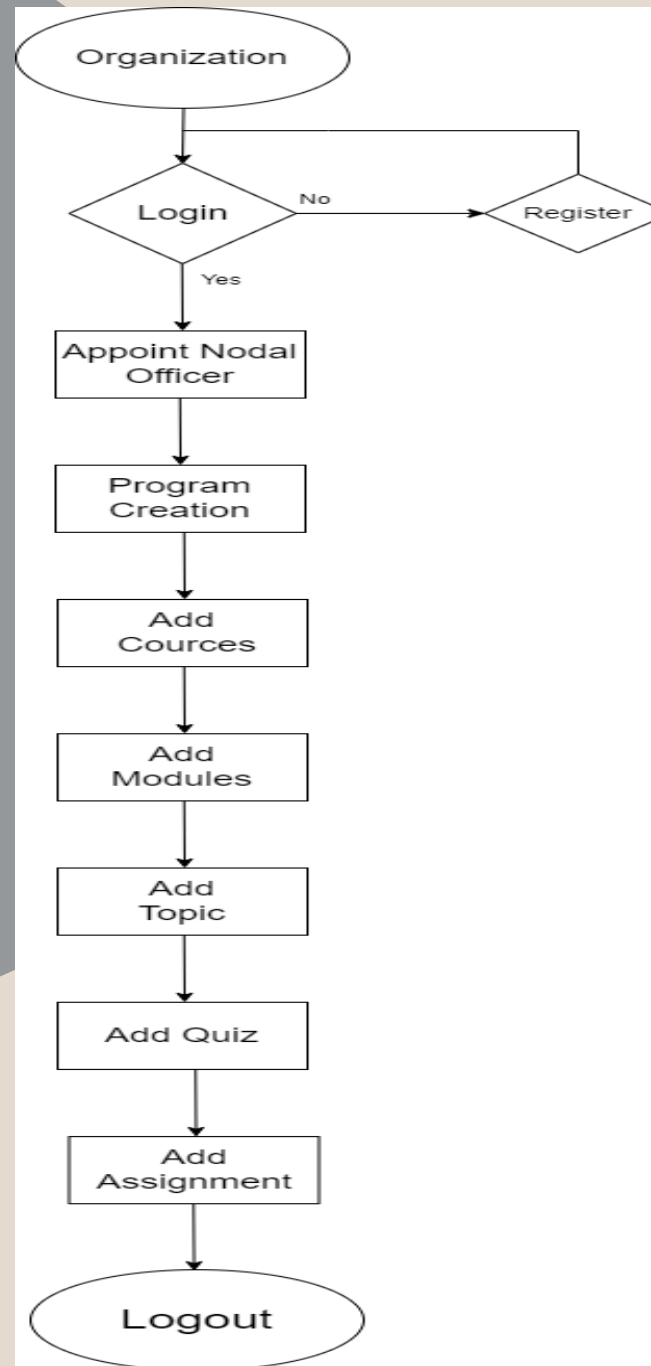 Organization
Login
No
Register
Yes
Appoint Nodal
Officer
Program
Creation
Add
Cources
Add
Modules
Add
Topic
Add Quiz
Add
Assignment
Logout